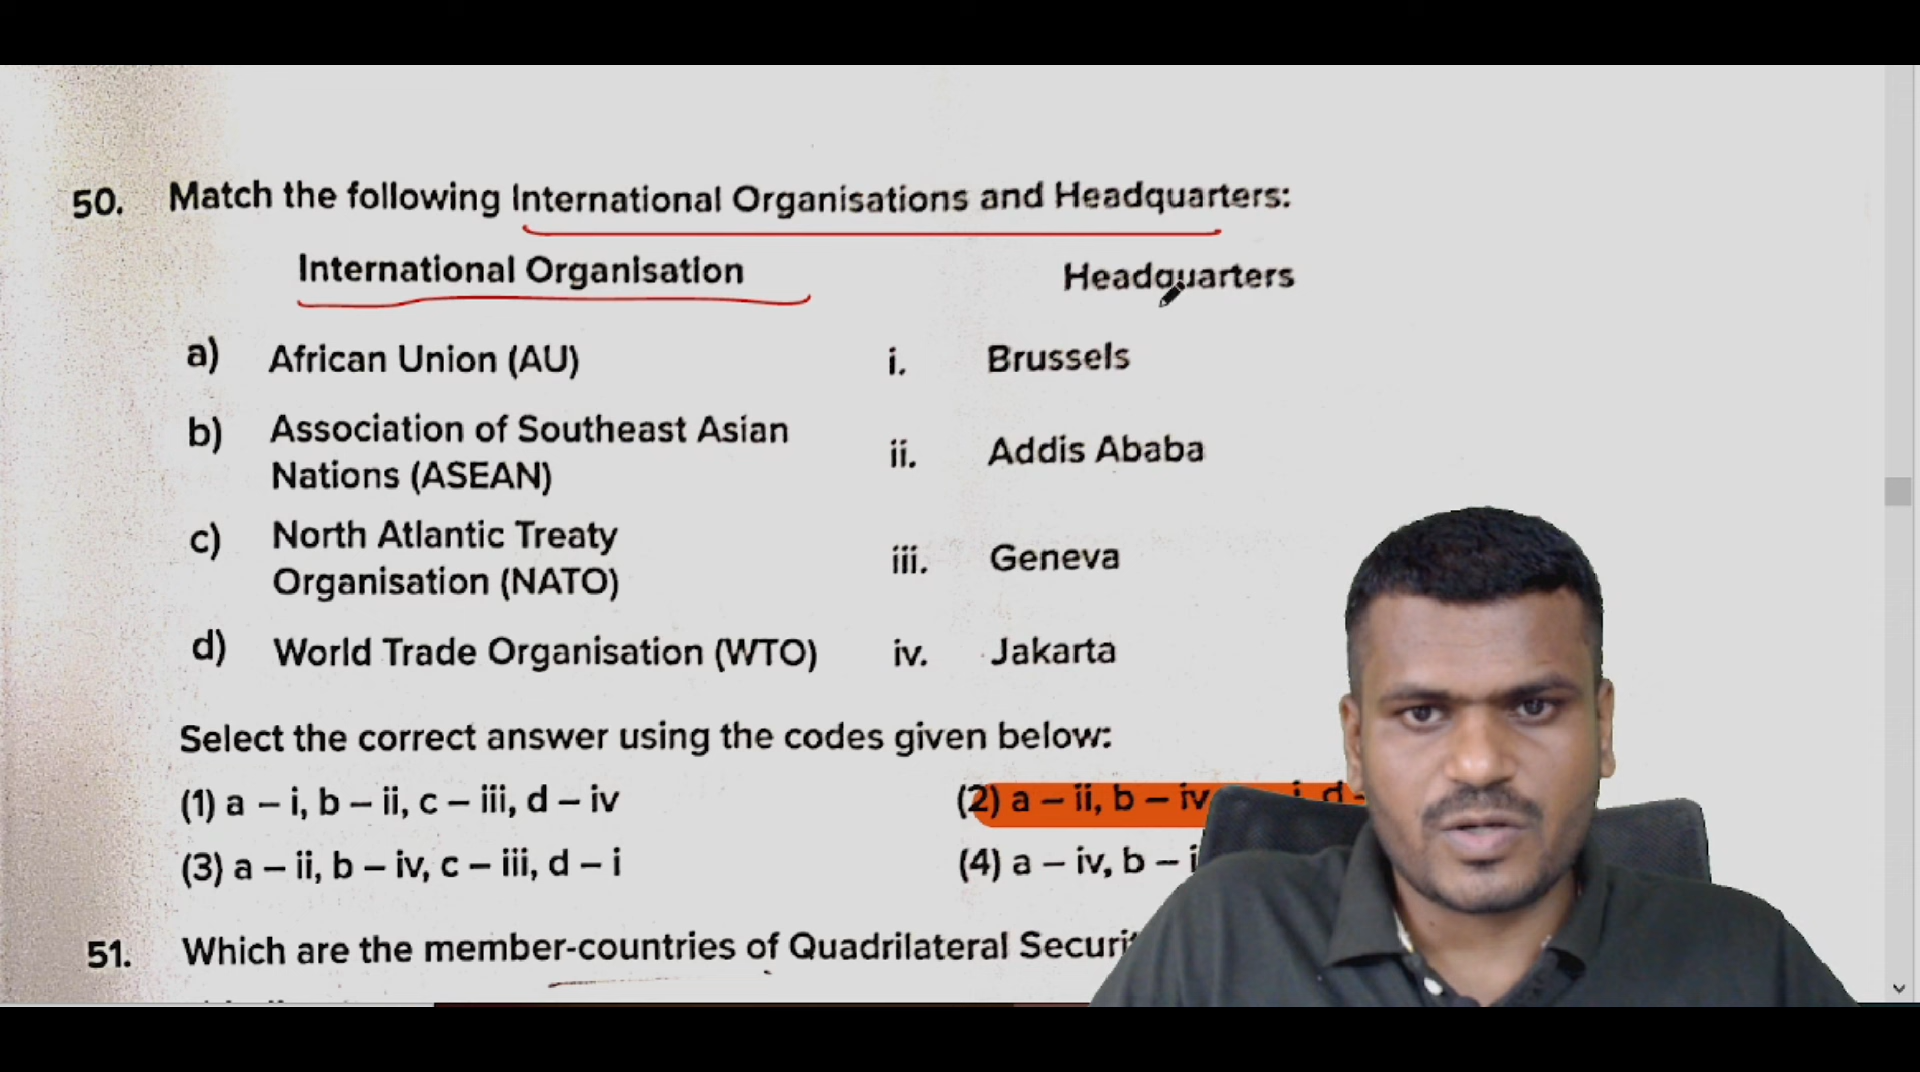 50. Match the following International Organisations and Headquarters:
International Organisation Headquarters
a) African Union (AU) i. Brussels
b) Association of Southeast Asian Nations (ASEAN) ii. Addis Ababa
c) North Atlantic Treaty Organisation (NATO) iii. Geneva
d) World Trade Organisation (WTO) iv. Jakarta
Select the correct answer using the codes given below:
(1) a – i, b – ii, c – iii, d – iv (2) a – ii, b – iv
(3) a – ii, b – iv, c – iii, d – i (4) a – iv, b –
51. Which are the member-countries of Quadrilateral